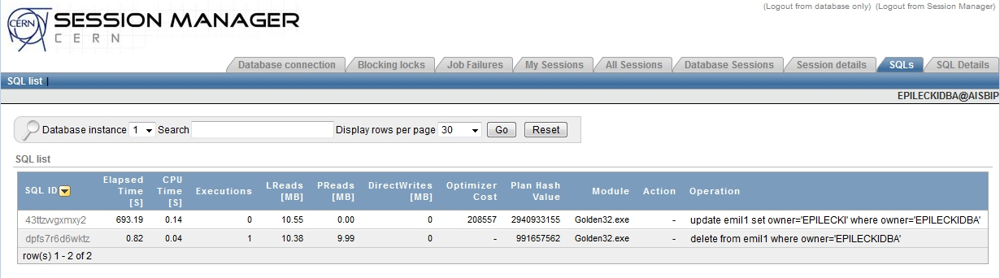 (Logout from database only) (Logout from Session Manager)
CERN
SESSION MANAGER
CERN
Database connection Blocking locks Job Failures My Sessions All Sessions Database Sessions Session details SQLs SQL Details
SQL list |
EPILECKIDBA@AISBIP
Database instance 1 Search Display rows per page 30 Go Reset
SQL list
SQL ID Elapsed Time [S] CPU Time [S] Executions LReads [MB] PReads [MB] DirectWrites [MB] Optimizer Cost Plan Hash Value Module Action Operation
43ttzvvgxmxy2 693.19 0.14 0 10.55 0.00 0 208557 2940933155 Golden32.exe - update emil1 set owner='EPILECKI' where owner='EPILECKIDBA'
dpfs7r6d6wktz 0.82 0.04 1 10.38 9.99 0 - 991657562 Golden32.exe - delete from emil1 where owner='EPILECKIDBA'
row(s) 1 - 2 of 2